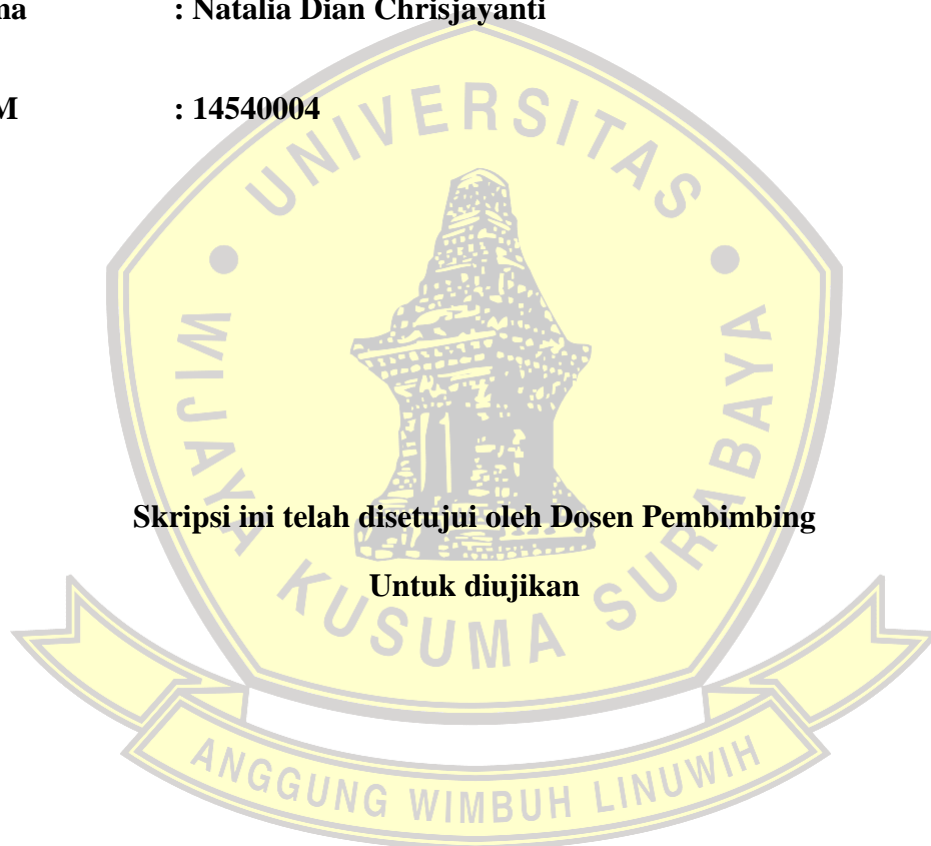 ma : Natalia Dian Chrisjayanti
M : 14540004
UNIVERSITAS
• WIJAYA KUSUMA SURABAYA •
Skripsi ini telah disetujui oleh Dosen Pembimbing
Untuk diujikan
ANGGUNG WIMBUH LINUWIH